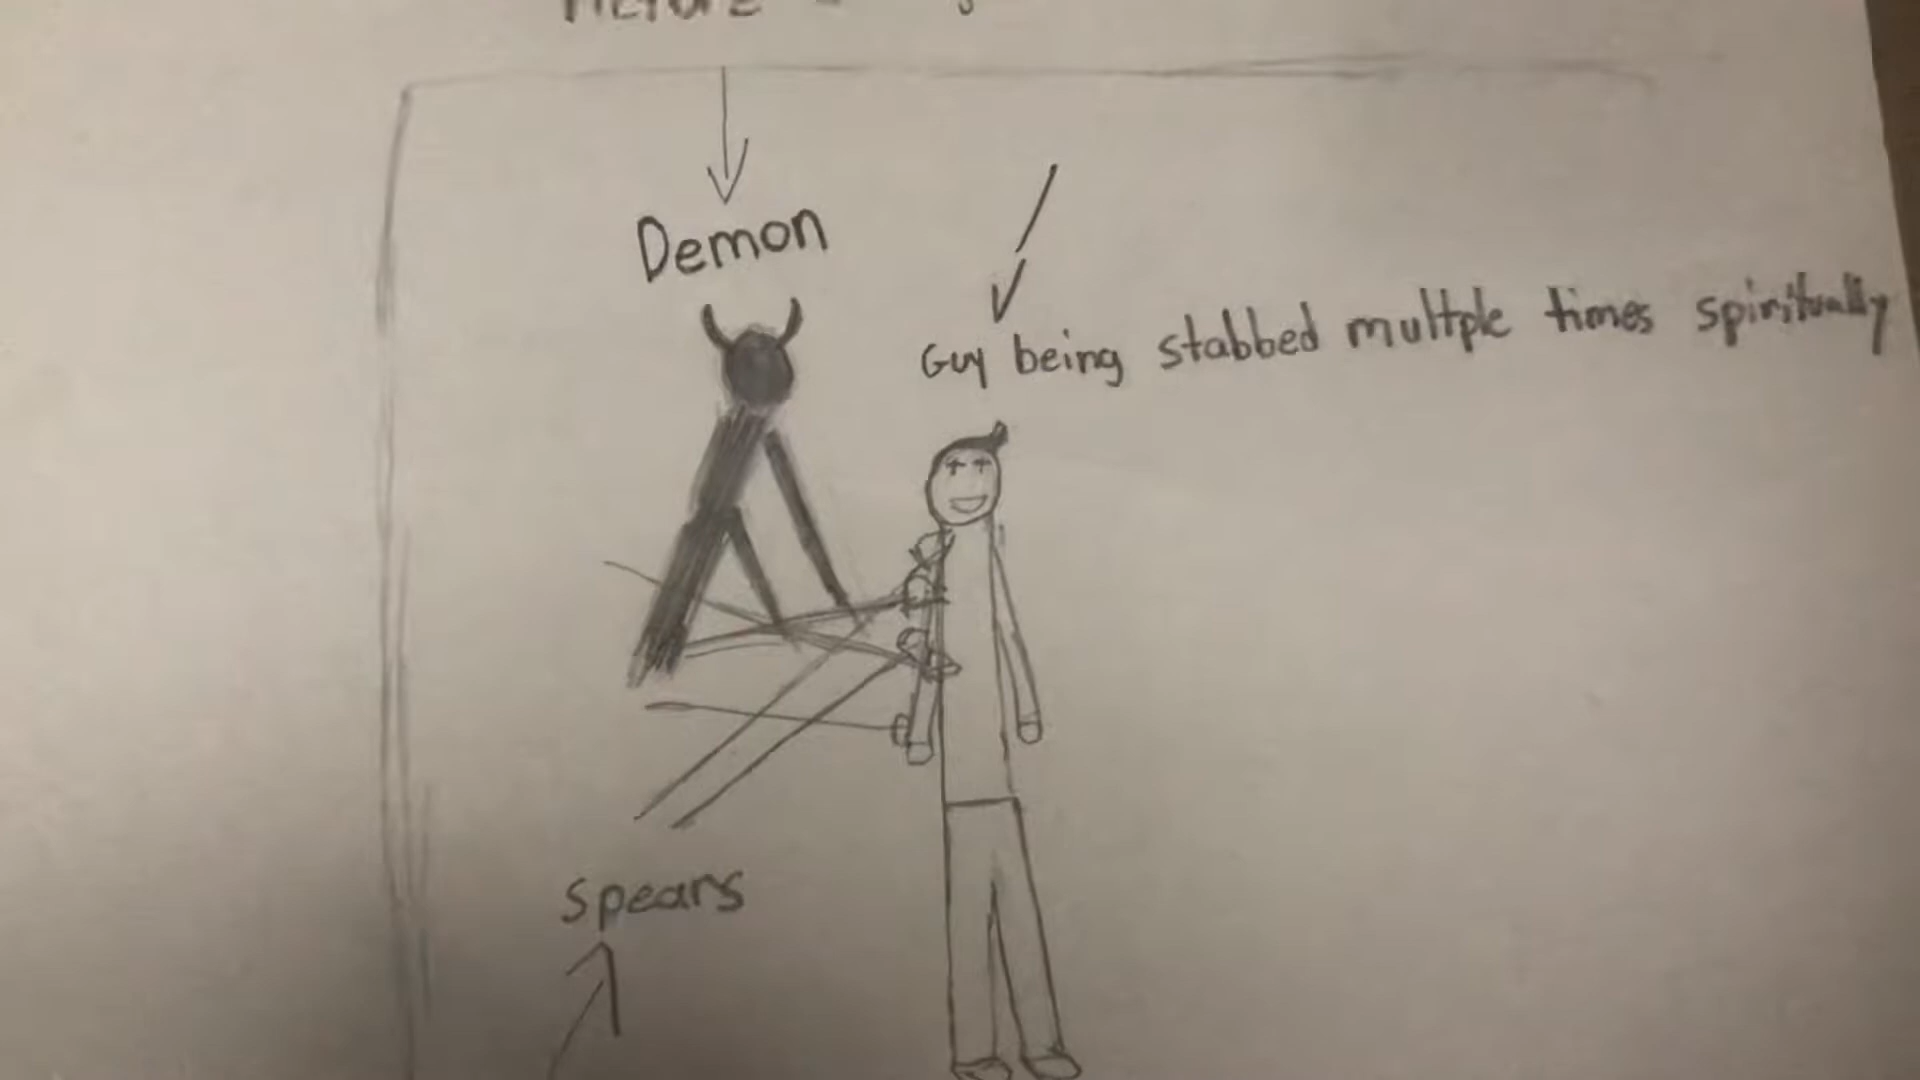 Demon
Guy being stabbed multple times spiritually
spears